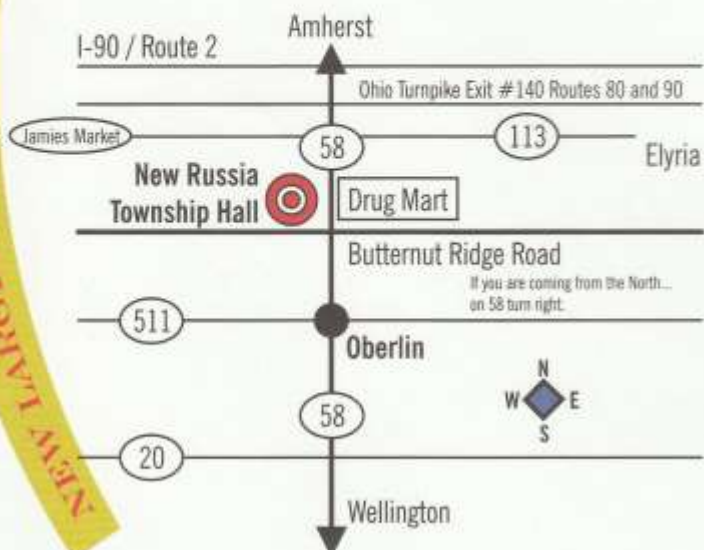 Amherst
I-90 / Route 2
Ohio Turnpike Exit #140 Routes 80 and 90
Jamies Market
58
113
Elyria
New Russia
Township Hall
Drug Mart
Butternut Ridge Road
If you are coming from the North...
on 58 turn right.
511
Oberlin
N
W E
S
58
20
NEW LARG
Wellington